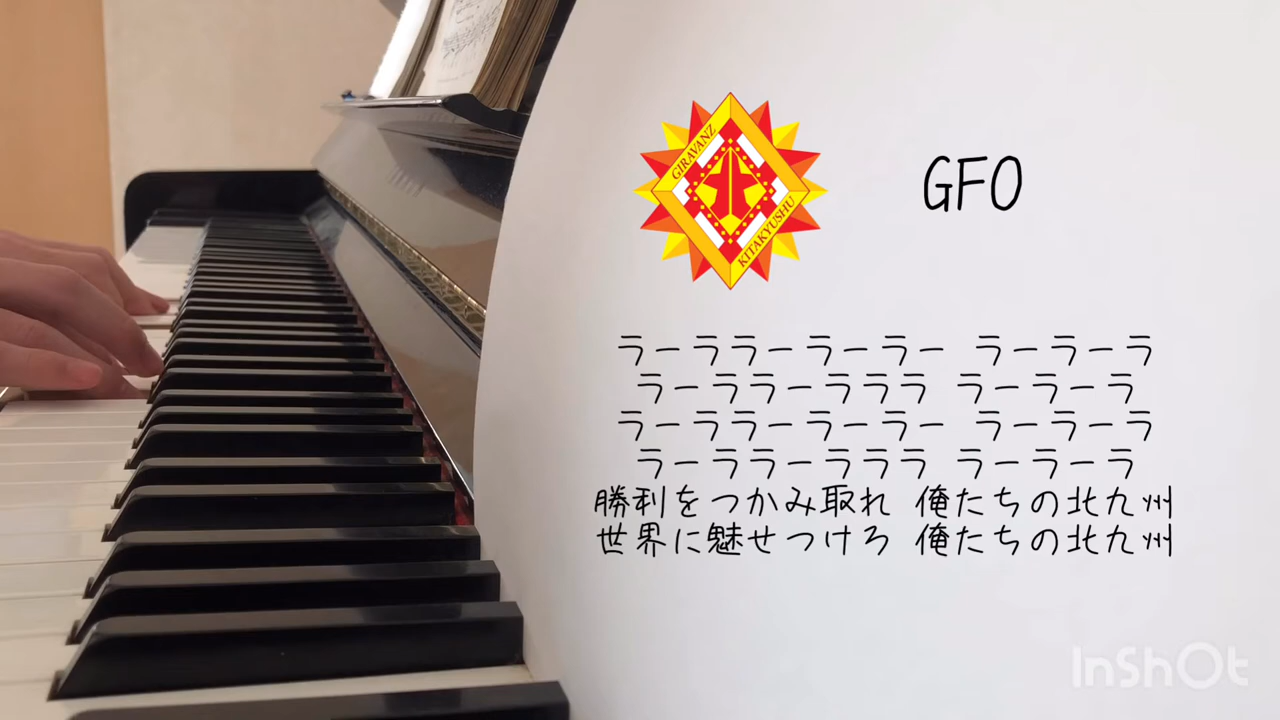 GIRAVANZ
KITAKYUSHU
GFO
ラーララーラーラー ラーラーラ
ラーララーラララ ラーラーラ
ラーララーラーラー ラーラーラ
ラーララーラララ ラーラーラ
勝利をつかみ取れ 俺たちの北九州
世界に魅せつけろ 俺たちの北九州
InShOt